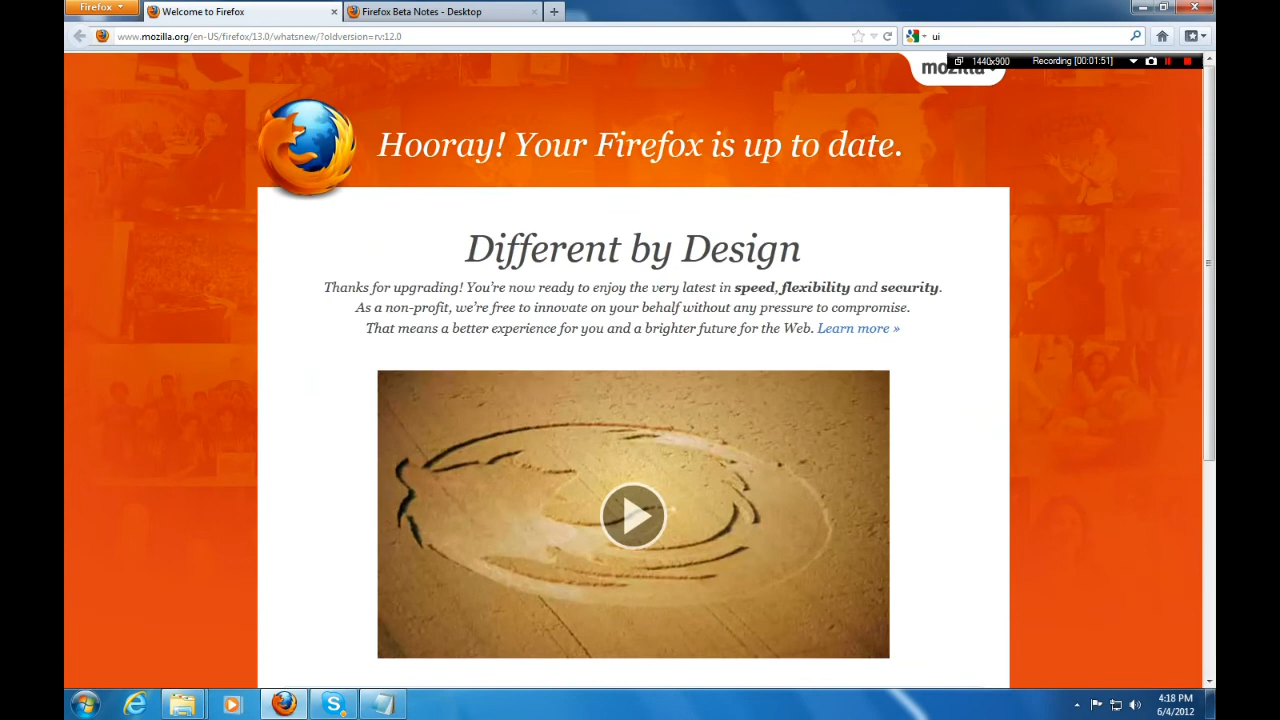 Firefox
Welcome to Firefox
Firefox Beta Notes - Desktop
www.mozilla.org/en-US/firefox/13.0/whatsnew/?oldversion=rv:12.0
ui
mozilla
1440x900
Recording [00:01:51]
Hooray! Your Firefox is up to date.
Different by Design
Thanks for upgrading! You’re now ready to enjoy the very latest in speed, flexibility and security.
As a non-profit, we’re free to innovate on your behalf without any pressure to compromise.
That means a better experience for you and a brighter future for the Web. Learn more »
4:18 PM
6/4/2012